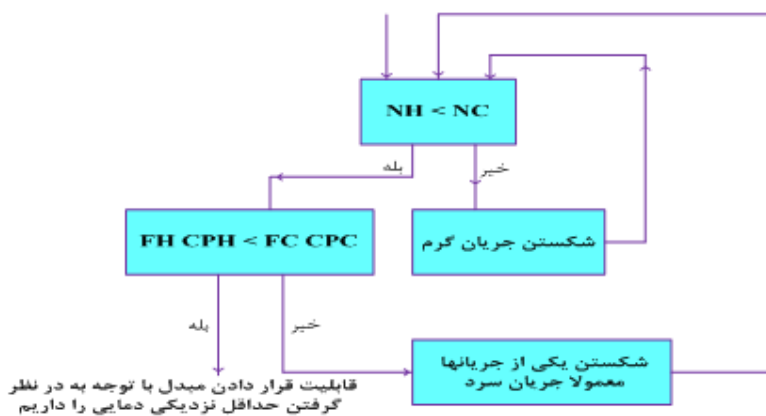 NH < NC
بله
خیر
FH CPH < FC CPC
شکستن جریان گرم
بله
خیر
شکستن یکی از جریانها
معمولا جریان سرد
قابلیت قرار دادن مبدل با توجه به در نظر
گرفتن حداقل نزدیکی دمایی را داریم